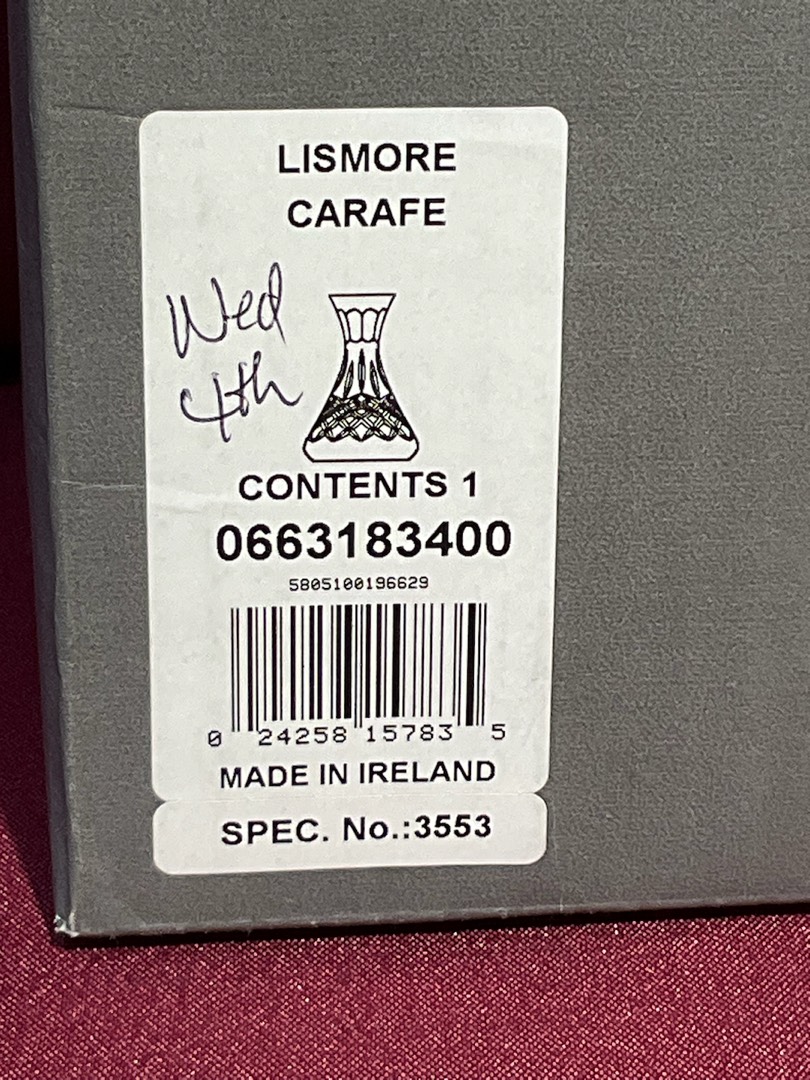 LISMORE
CARAFE
Wed
4th
CONTENTS 1
0663183400
5805100196629
0 24258 15783 5
MADE IN IRELAND
SPEC. No.:3553